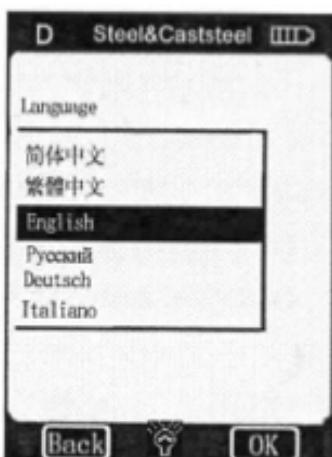 D Steel&Caststeel
Language
简体中文
繁體中文
English
Русский
Deutsch
Italiano
Back OK